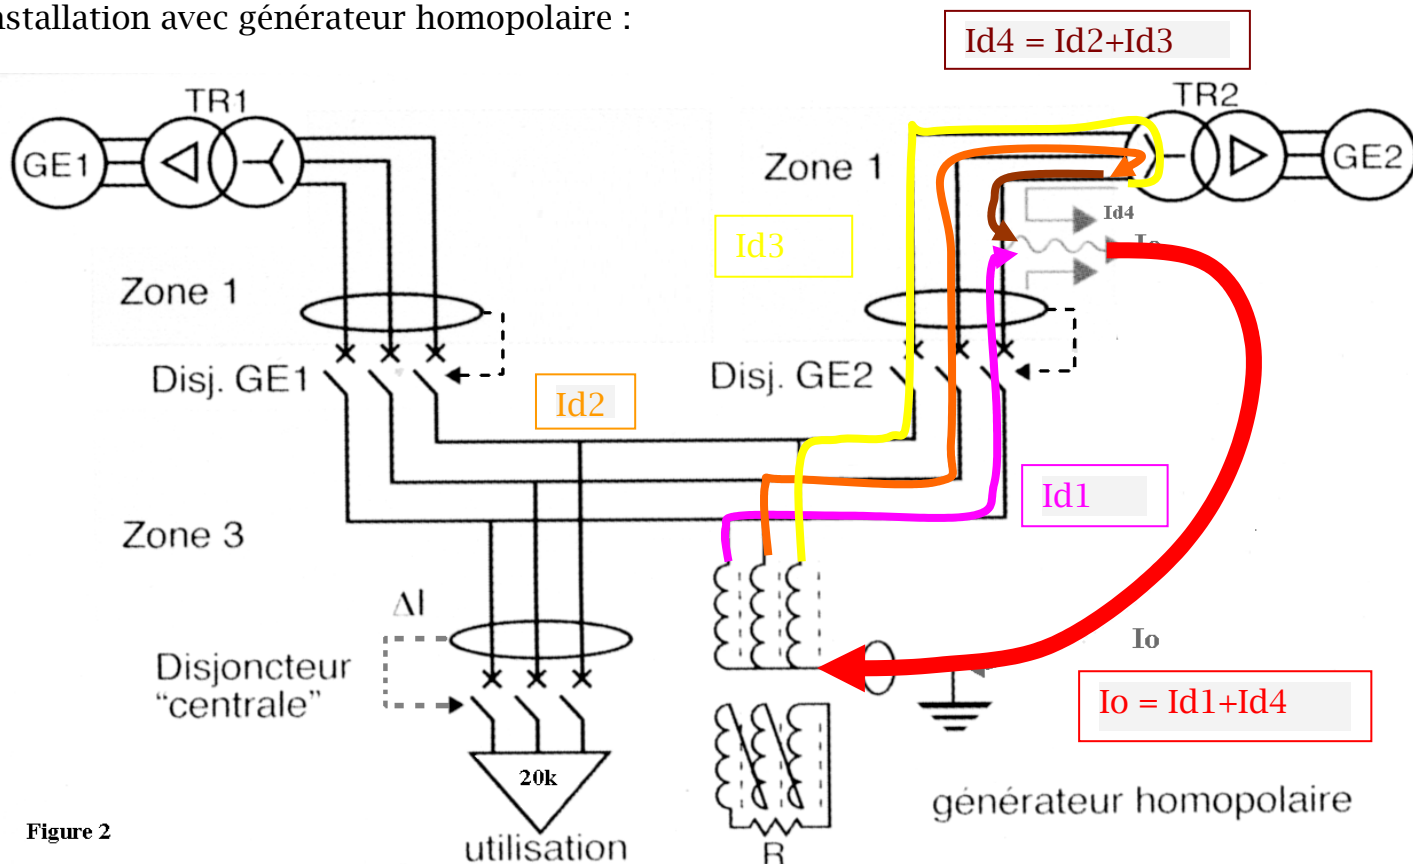 nstallation avec générateur homopolaire :
Id4 = Id2+Id3
TR1
TR2
GE1
GE2
Zone 1
Id4
Id3
Io
Zone 1
Disj. GE1
Disj. GE2
Id2
Id1
Zone 3
ΔI
Io
Disjoncteur
"centrale"
Io = Id1+Id4
20k
générateur homopolaire
Figure 2
utilisation
R